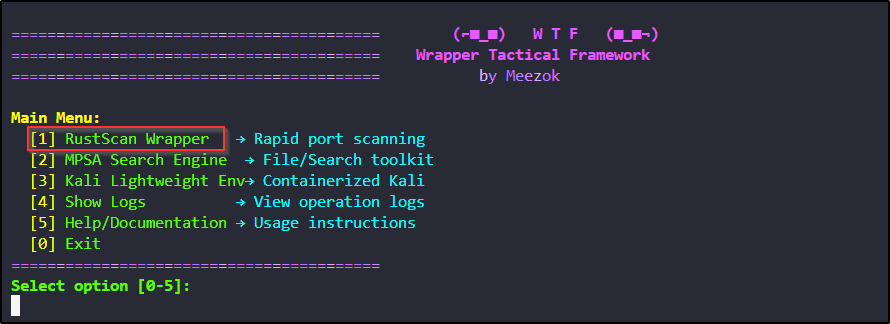 ========================================= (⌐■_■) W T F (■_■¬)
========================================= Wrapper Tactical Framework
========================================= by Meezok
Main Menu:
[1] RustScan Wrapper → Rapid port scanning
[2] MPSA Search Engine → File/Search toolkit
[3] Kali Lightweight Env→ Containerized Kali
[4] Show Logs → View operation logs
[5] Help/Documentation → Usage instructions
[0] Exit
=========================================
Select option [0-5]: